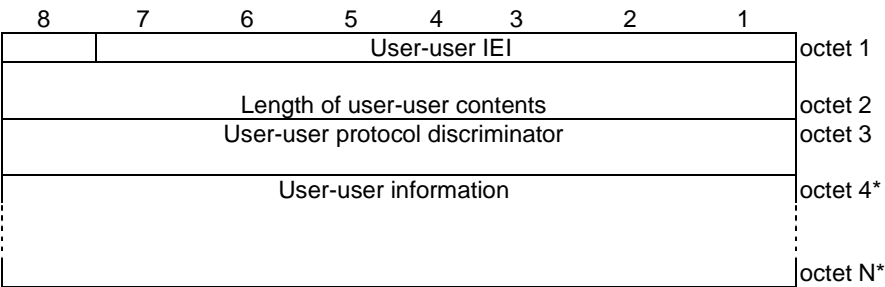 8 7 6 5 4 3 2 1
User-user IEI octet 1
Length of user-user contents octet 2
User-user protocol discriminator octet 3
User-user information octet 4*
octet N*